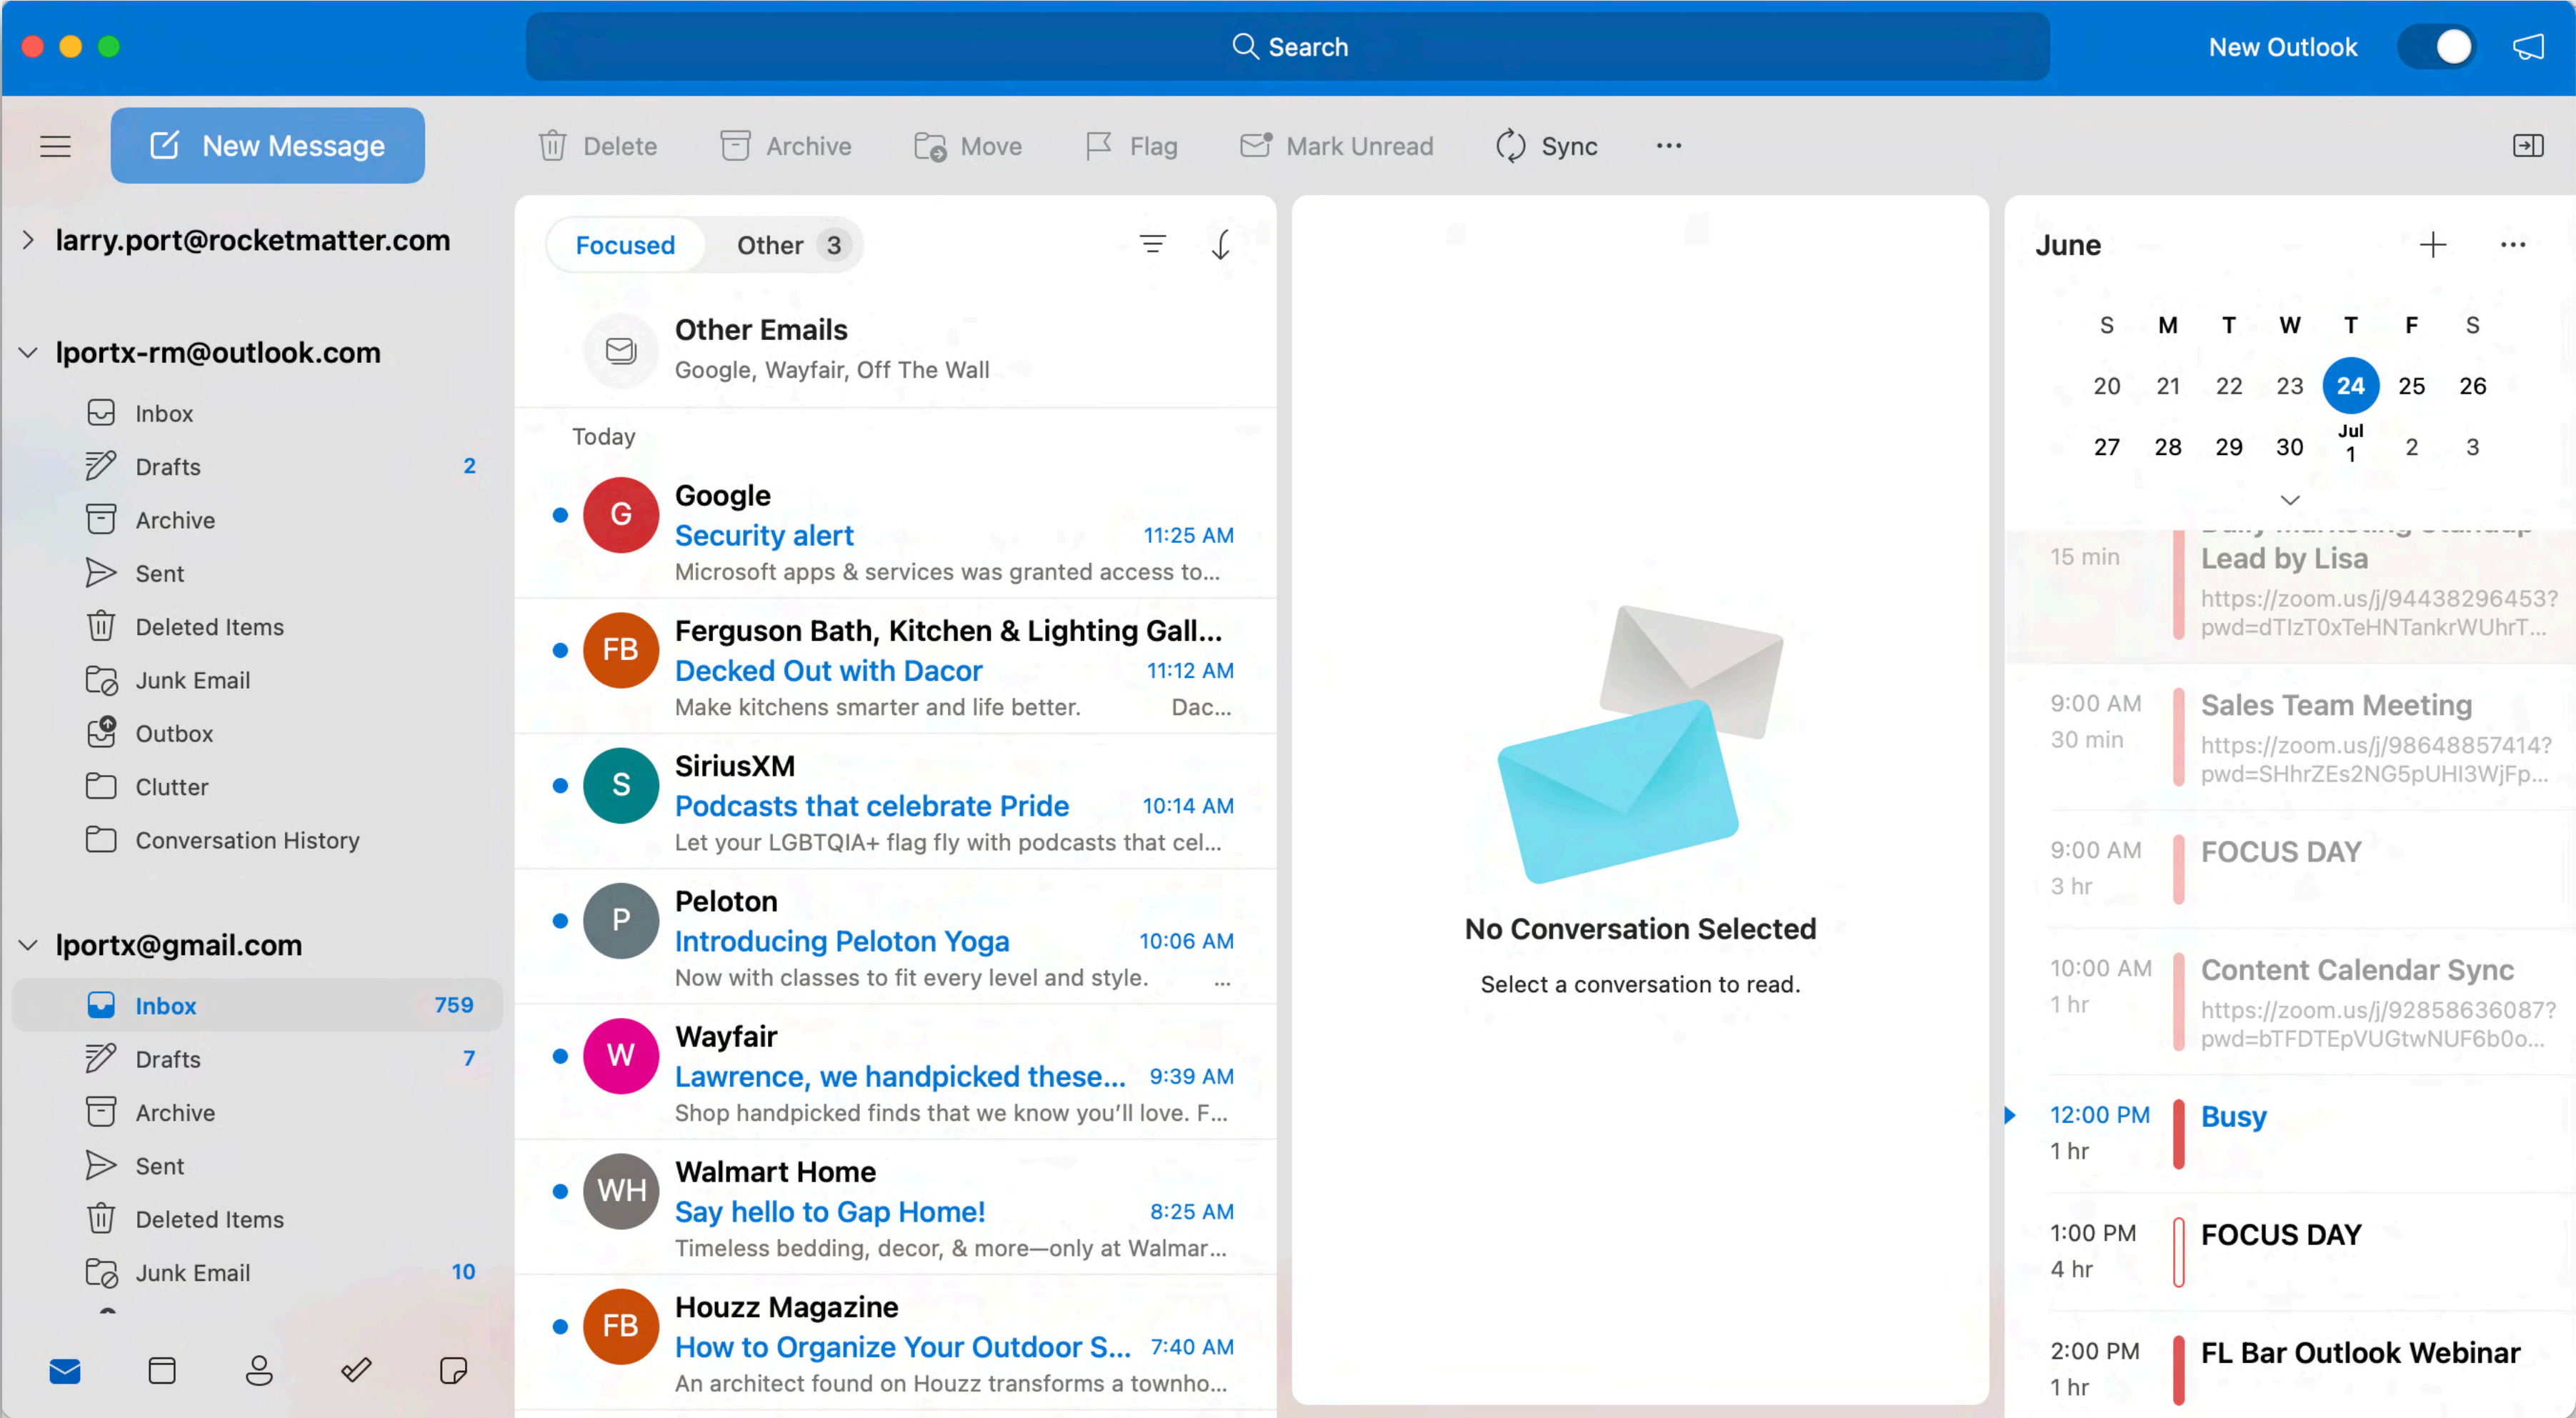 Search
New Outlook
New Message
Delete
Archive
Move
Flag
Mark Unread
Sync
larry.port@rocketmatter.com
lportx-rm@outlook.com
Inbox
Drafts 2
Archive
Sent
Deleted Items
Junk Email
Outbox
Clutter
Conversation History
lportx@gmail.com
Inbox 759
Drafts 7
Archive
Sent
Deleted Items
Junk Email 10
Focused Other 3
Other Emails
Google, Wayfair, Off The Wall
Today
G
Google
Security alert 11:25 AM
Microsoft apps & services was granted access to...
FB
Ferguson Bath, Kitchen & Lighting Gall...
Decked Out with Dacor 11:12 AM
Make kitchens smarter and life better. Dac...
S
SiriusXM
Podcasts that celebrate Pride 10:14 AM
Let your LGBTQIA+ flag fly with podcasts that cel...
P
Peloton
Introducing Peloton Yoga 10:06 AM
Now with classes to fit every level and style. ...
W
Wayfair
Lawrence, we handpicked these... 9:39 AM
Shop handpicked finds that we know you'll love. F...
WH
Walmart Home
Say hello to Gap Home! 8:25 AM
Timeless bedding, decor, & more—only at Walmar...
FB
Houzz Magazine
How to Organize Your Outdoor S... 7:40 AM
An architect found on Houzz transforms a townho...
No Conversation Selected
Select a conversation to read.
June
S M T W T F S
20 21 22 23 24 25 26
27 28 29 30 Jul 1 2 3
Daily Marketing Standup
15 min Lead by Lisa
https://zoom.us/j/94438296453?
pwd=dTIzT0xTeHNTankrWUhrT...
9:00 AM Sales Team Meeting
30 min https://zoom.us/j/98648857414?
pwd=SHhrZEs2NG5pUHI3WjFp...
9:00 AM FOCUS DAY
3 hr
10:00 AM Content Calendar Sync
1 hr https://zoom.us/j/92858636087?
pwd=bTFDTEpVUGtwNUF6b0o...
12:00 PM Busy
1 hr
1:00 PM FOCUS DAY
4 hr
2:00 PM FL Bar Outlook Webinar
1 hr